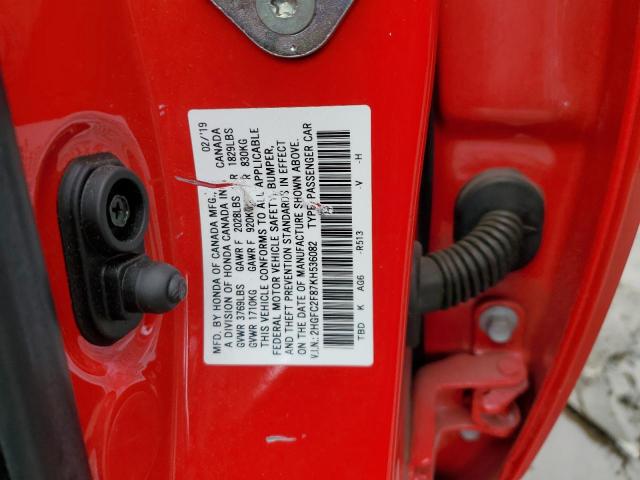 MFD. BY HONDA OF CANADA MFG., 02/'19
A DIVISION OF HONDA CANADA INC., CANADA
GVWR 3769LBS GAWR F 2028LBS R 1829LBS
GVWR 1710KG GAWR F 920KG R 830KG
THIS VEHICLE CONFORMS TO ALL APPLICABLE
FEDERAL MOTOR VEHICLE SAFETY, BUMPER,
AND THEFT PREVENTION STANDARDS IN EFFECT
ON THE DATE OF MANUFACTURE SHOWN ABOVE.
V.I.N.: 2HGFC2F87KH536082 TYPE: PASSENGER CAR
TBD K AG6 -R513 -V -H